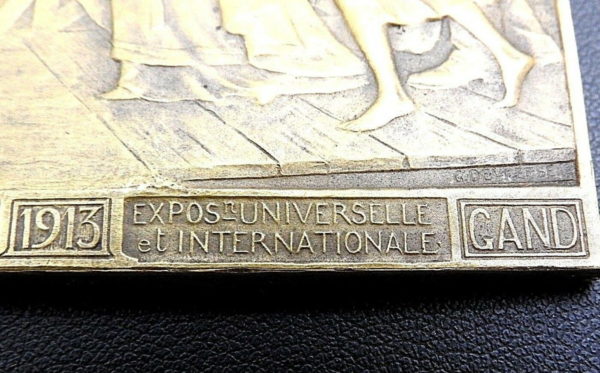 1913
EXPOSn UNIVERSELLE
et INTERNATIONALE
GAND